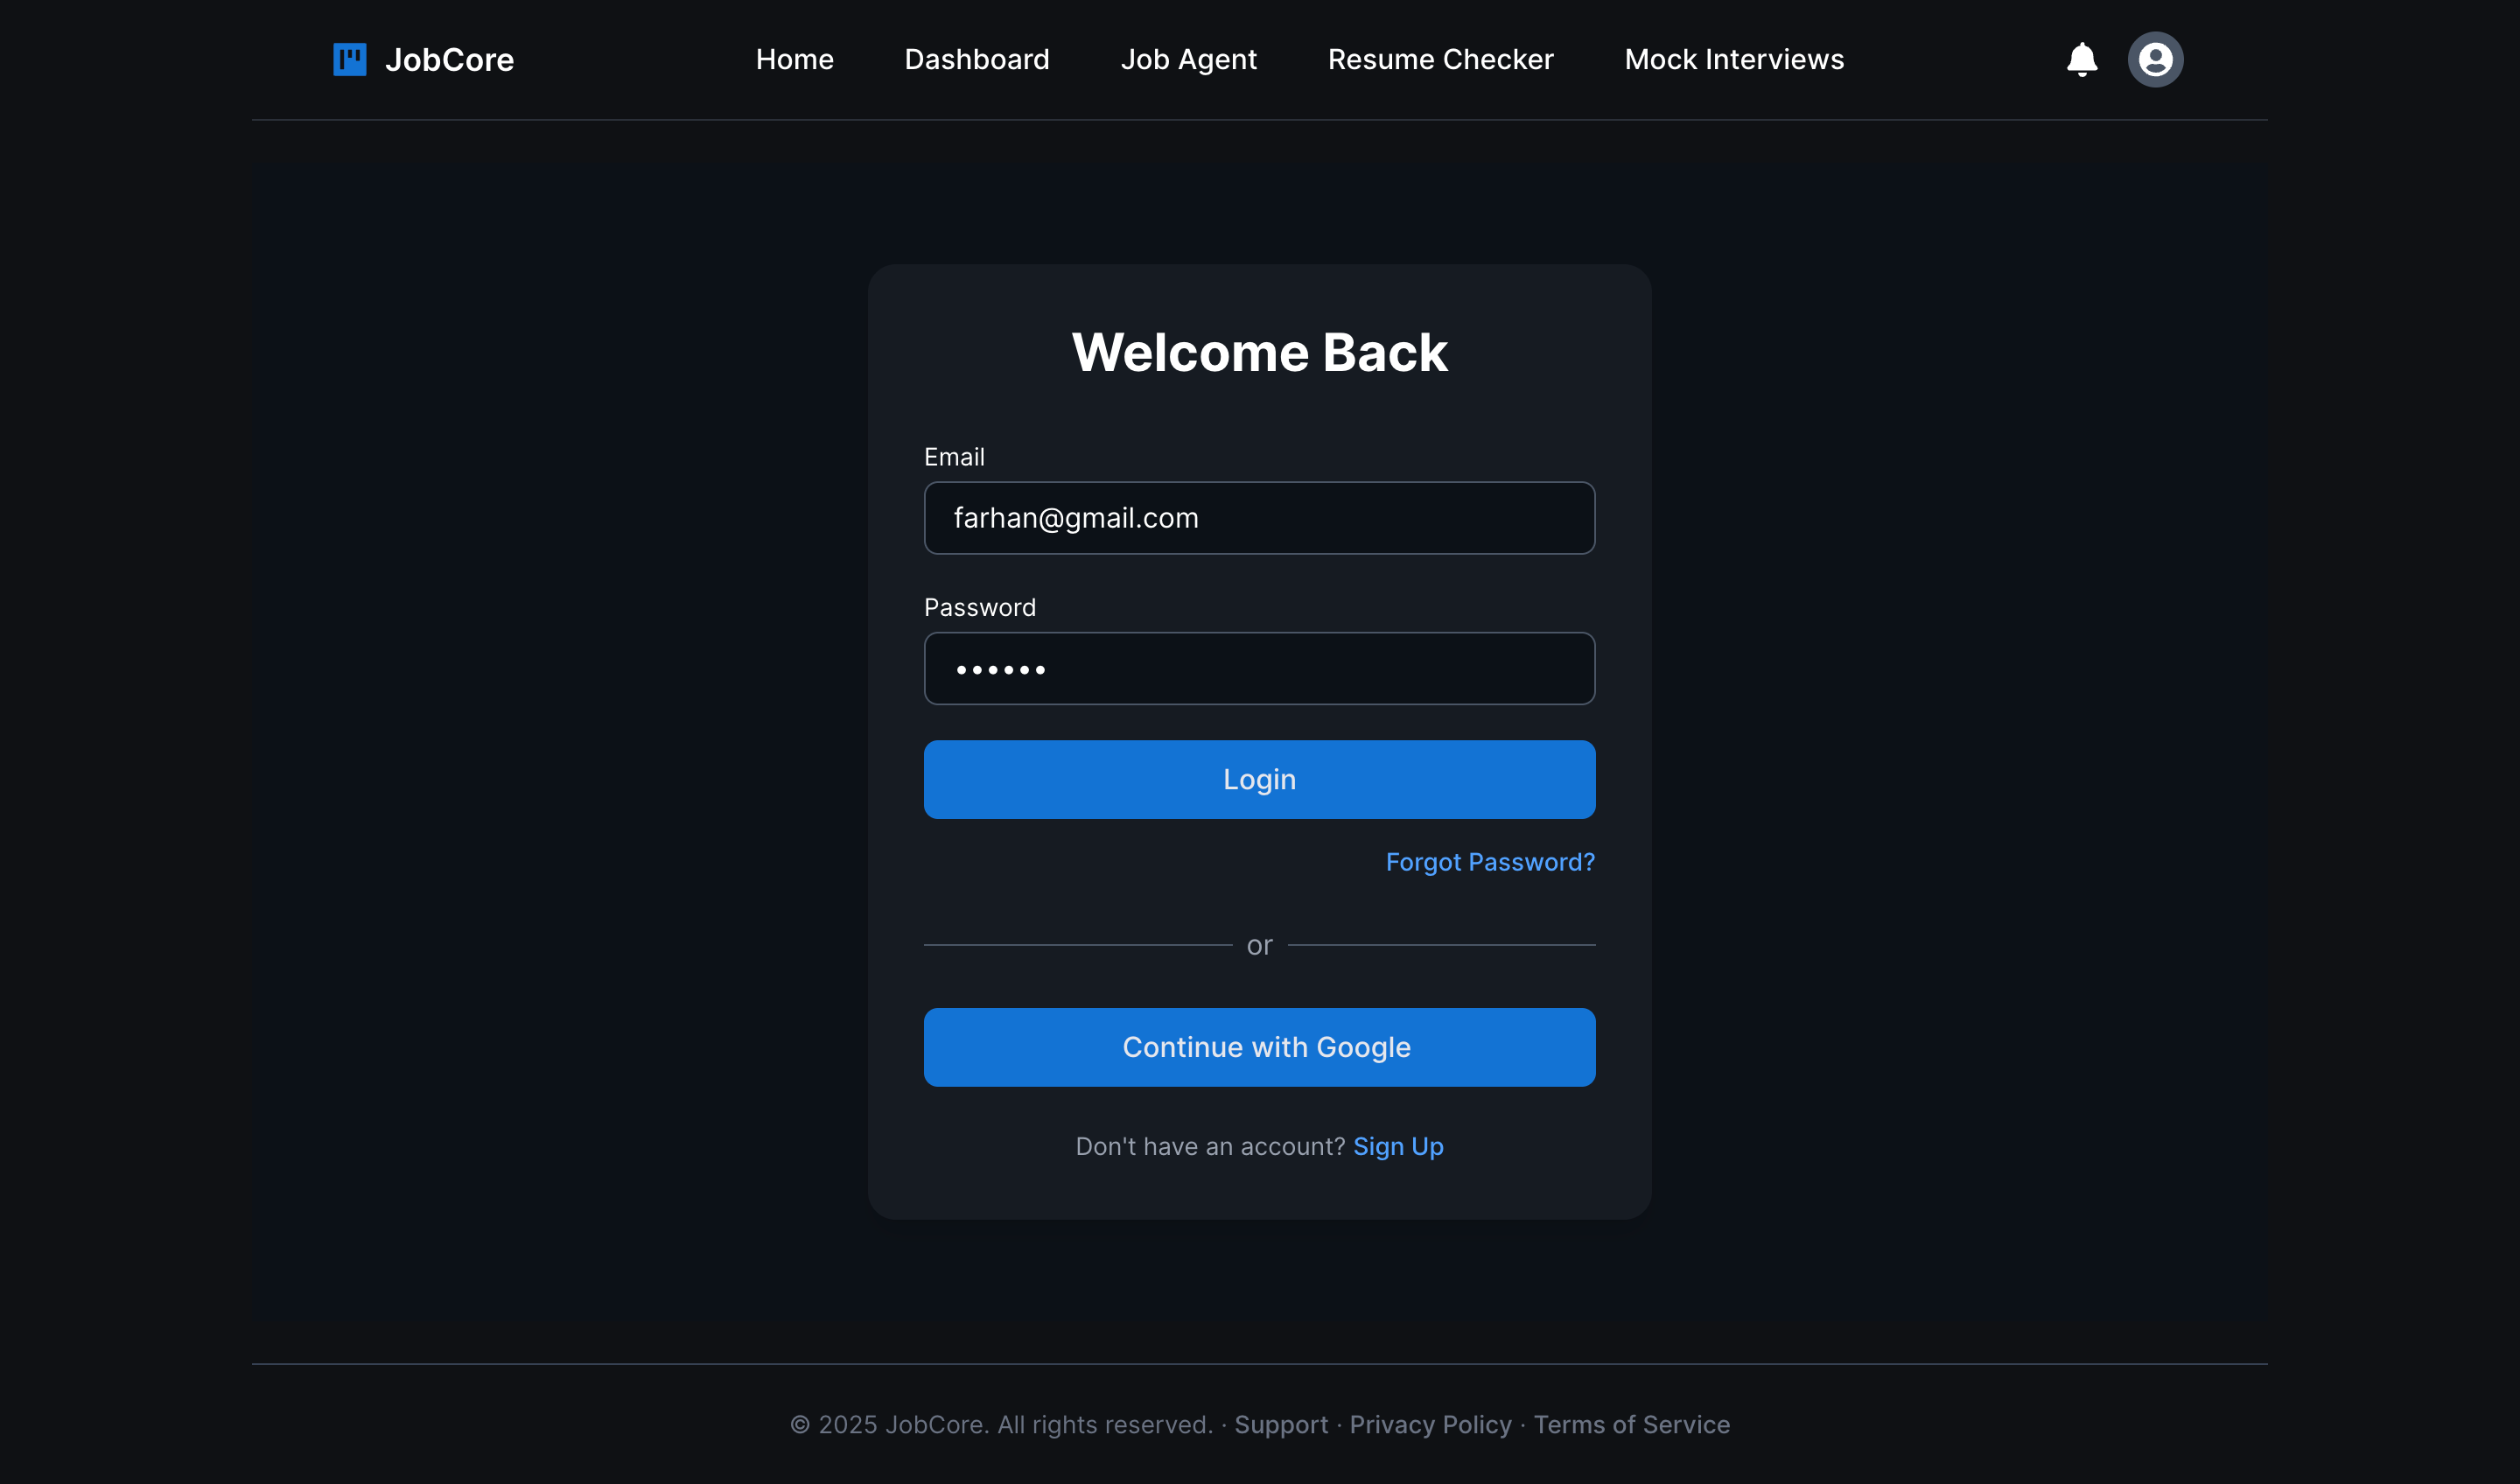 JobCore
Home Dashboard Job Agent Resume Checker Mock Interviews
Welcome Back
Email
farhan@gmail.com
Password
••••••
Login
Forgot Password?
or
Continue with Google
Don't have an account? Sign Up
© 2025 JobCore. All rights reserved. · Support · Privacy Policy · Terms of Service